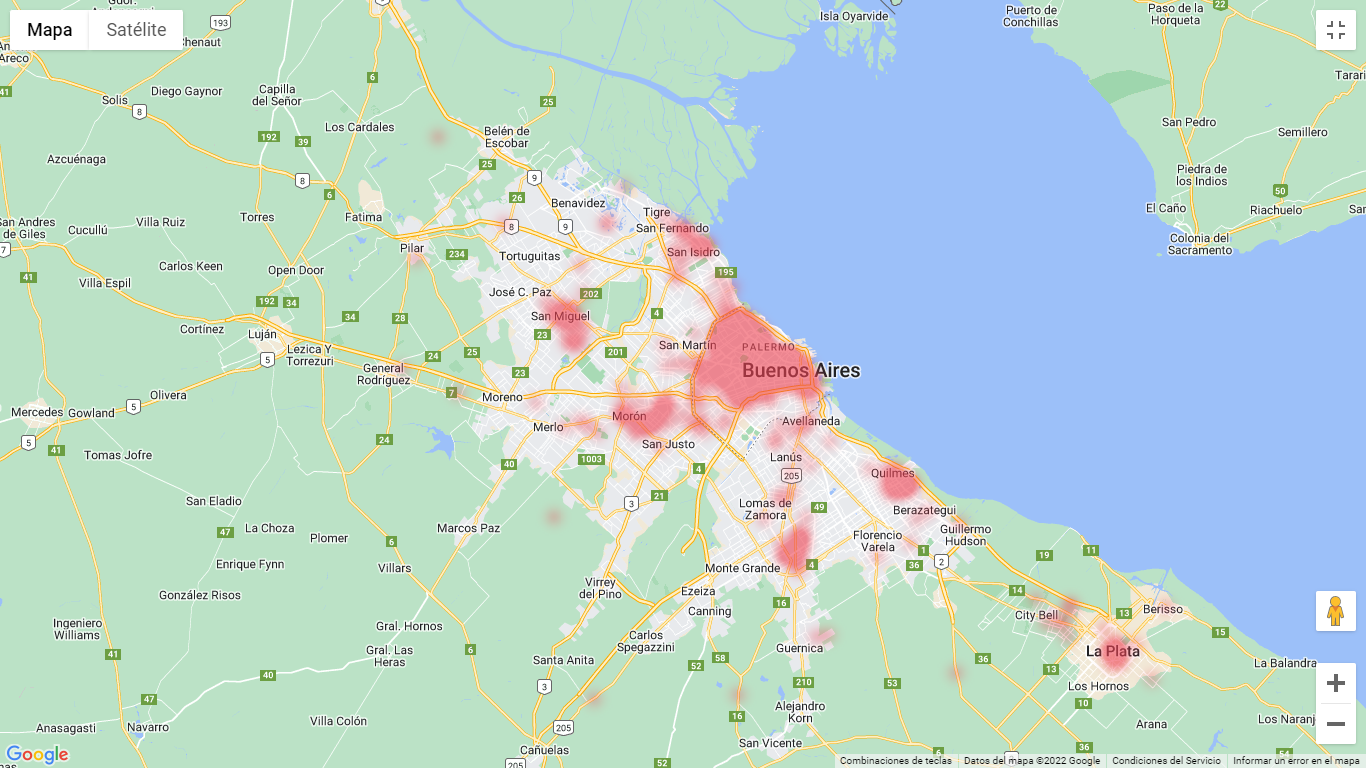 Mapa
Satélite
193
chenaut
Areco
41
Solis
8
Diego Gaynor
Capilla
del Señor
6
25
Los Cardales
192
39
Belén de
Escobar
25
Azcuénaga
8
6
9
26
Benavidez
Tigre
San Fernando
San Isidro
195
San Andres
de Giles
7
Villa Ruiz
Cucullú
Torres
Fatima
Pilar
8
9
234
Tortuguitas
Carlos Keen
Open Door
41
Villa Espil
192
34
34
28
José C. Paz
202
San Miguel
23
4
Cortínez
Luján
5
Lezica Y
Torrezuri
24
25
201
San Martín
PALERMO
Buenos Aires
General
Rodríguez
23
7
Moreno
Olivera
Mercedes
Gowland
5
5
41
Tomas Jofre
24
Merlo
Morón
San Justo
Avellaneda
40
1003
4
Lanús
205
Quilmes
21
3
Lomas de
Zamora
49
Berazategui
San Eladio
47
La Choza
Plomer
Marcos Paz
6
Enrique Fynn
Villars
Florencio
Varela
1
Guillermo
Hudson
36
2
Monte Grande
4
19
11
González Risos
Virrey
del Pino
Ezeiza
Canning
16
14
City Bell
13
Berisso
Ingeniero
Williams
41
Gral. Hornos
Gral. Las
Heras
6
40
Carlos
Spegazzini
Santa Anita
52
58
Guernica
36
13
La Plata
15
La Balandra
3
210
53
Los Hornos
10
47
Anasagasti
Navarro
Villa Colón
205
16
Alejandro
Korn
Arana
Los Naranj
Cañuelas
205
52
San Vicente
6
36
54
Isla Oyarvide
Puerto de
Conchillas
22
Paso de la
Horqueta
Tarari
San Pedro
Semillero
Piedra de
los Indios
50
El Caño
Riachuelo
Colonia del
Sacramento
Google
Combinaciones de teclas
Datos del mapa ©2022 Google
Condiciones del Servicio
Informar un error en el mapa